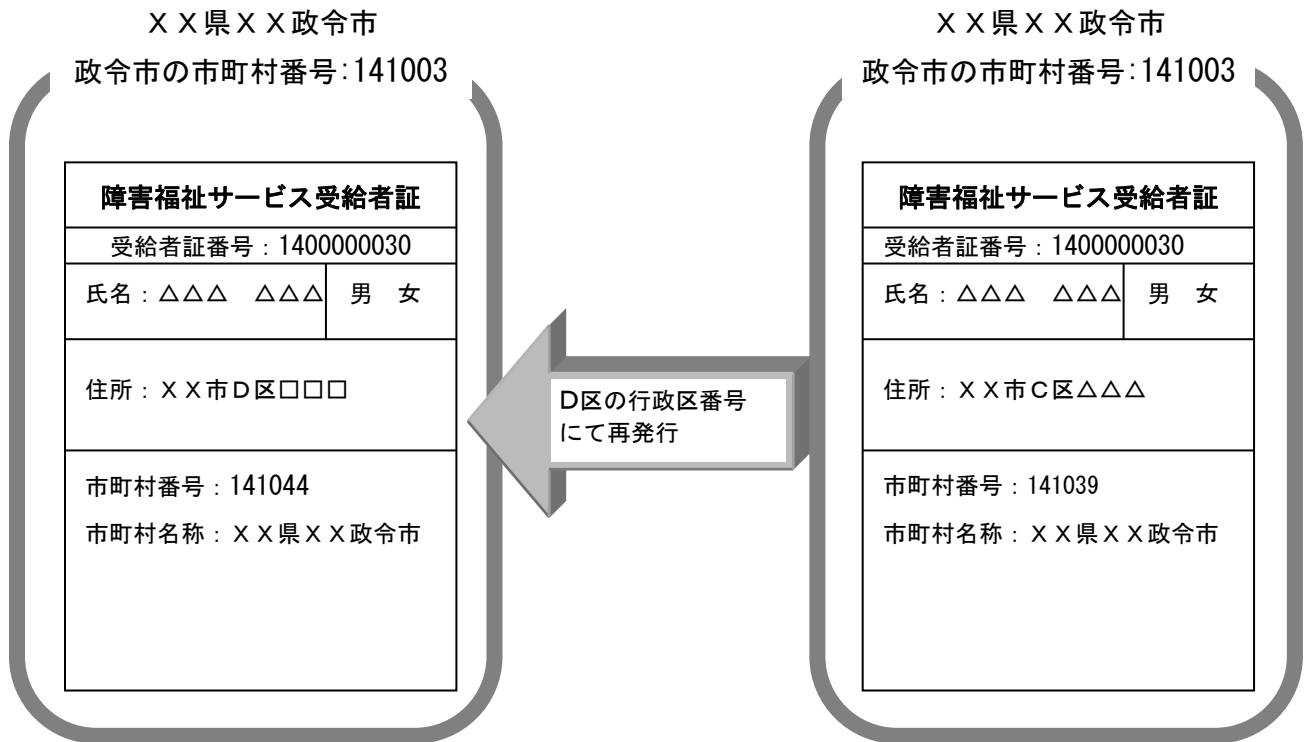 ＸＸ県ＸＸ政令市
政令市の市町村番号：141003
障害福祉サービス受給者証
受給者証番号：1400000030
氏名：△△△　△△△
男　女
住所：ＸＸ市Ｄ区□□□
市町村番号：141044
市町村名称：ＸＸ県ＸＸ政令市
D区の行政区番号
にて再発行
ＸＸ県ＸＸ政令市
政令市の市町村番号：141003
障害福祉サービス受給者証
受給者証番号：1400000030
氏名：△△△　△△△
男　女
住所：ＸＸ市Ｃ区△△△
市町村番号：141039
市町村名称：ＸＸ県ＸＸ政令市